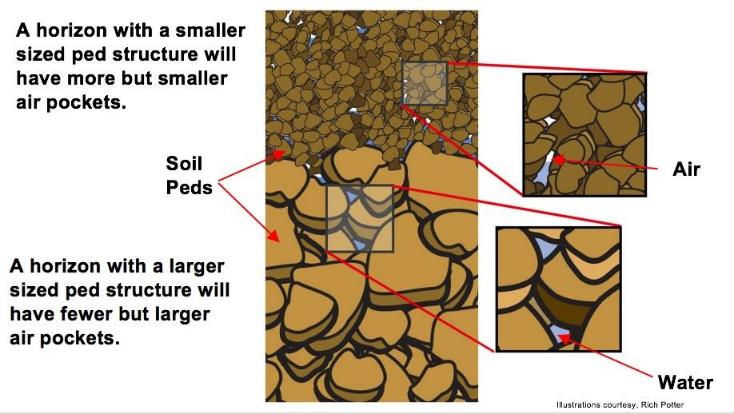 A horizon with a smaller
sized ped structure will
have more but smaller
air pockets.
Soil
Peds
Air
A horizon with a larger
sized ped structure will
have fewer but larger
air pockets.
Water
Illustrations courtesy, Rich Potter